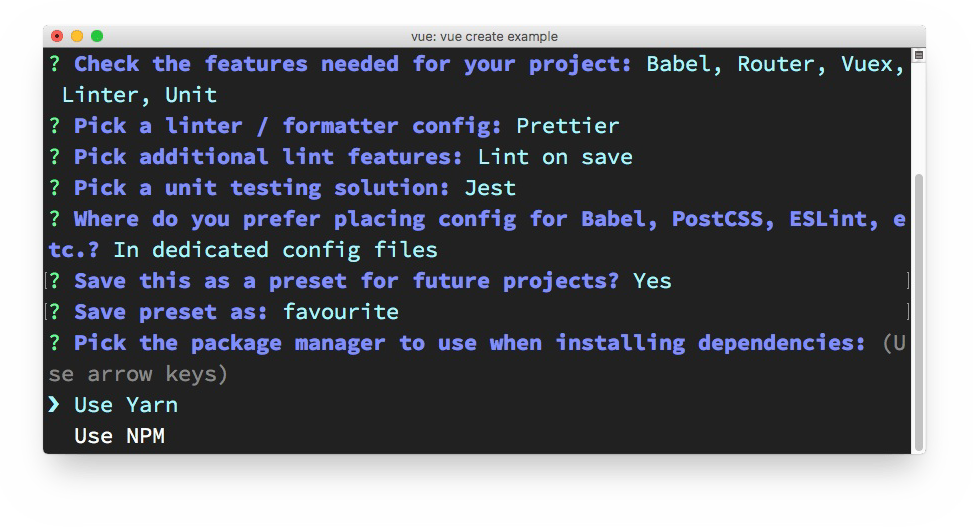 vue: vue create example
? Check the features needed for your project: Babel, Router, Vuex,
Linter, Unit
? Pick a linter / formatter config: Prettier
? Pick additional lint features: Lint on save
? Pick a unit testing solution: Jest
? Where do you prefer placing config for Babel, PostCSS, ESLint, e
tc.? In dedicated config files
[? Save this as a preset for future projects? Yes ]
[? Save preset as: favourite ]
? Pick the package manager to use when installing dependencies: (U
se arrow keys)
❯ Use Yarn
Use NPM